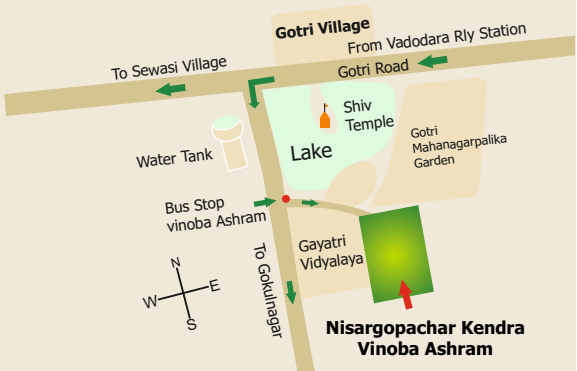 Gotri Village
From Vadodara Rly Station
To Sewasi Village
Gotri Road
Shiv
Temple
Gotri
Mahanagarpalika
Garden
Lake
Water Tank
Bus Stop
vinoba Ashram
Gayatri
Vidyalaya
To Gokulnagar
N
W
E
S
Nisargopachar Kendra
Vinoba Ashram